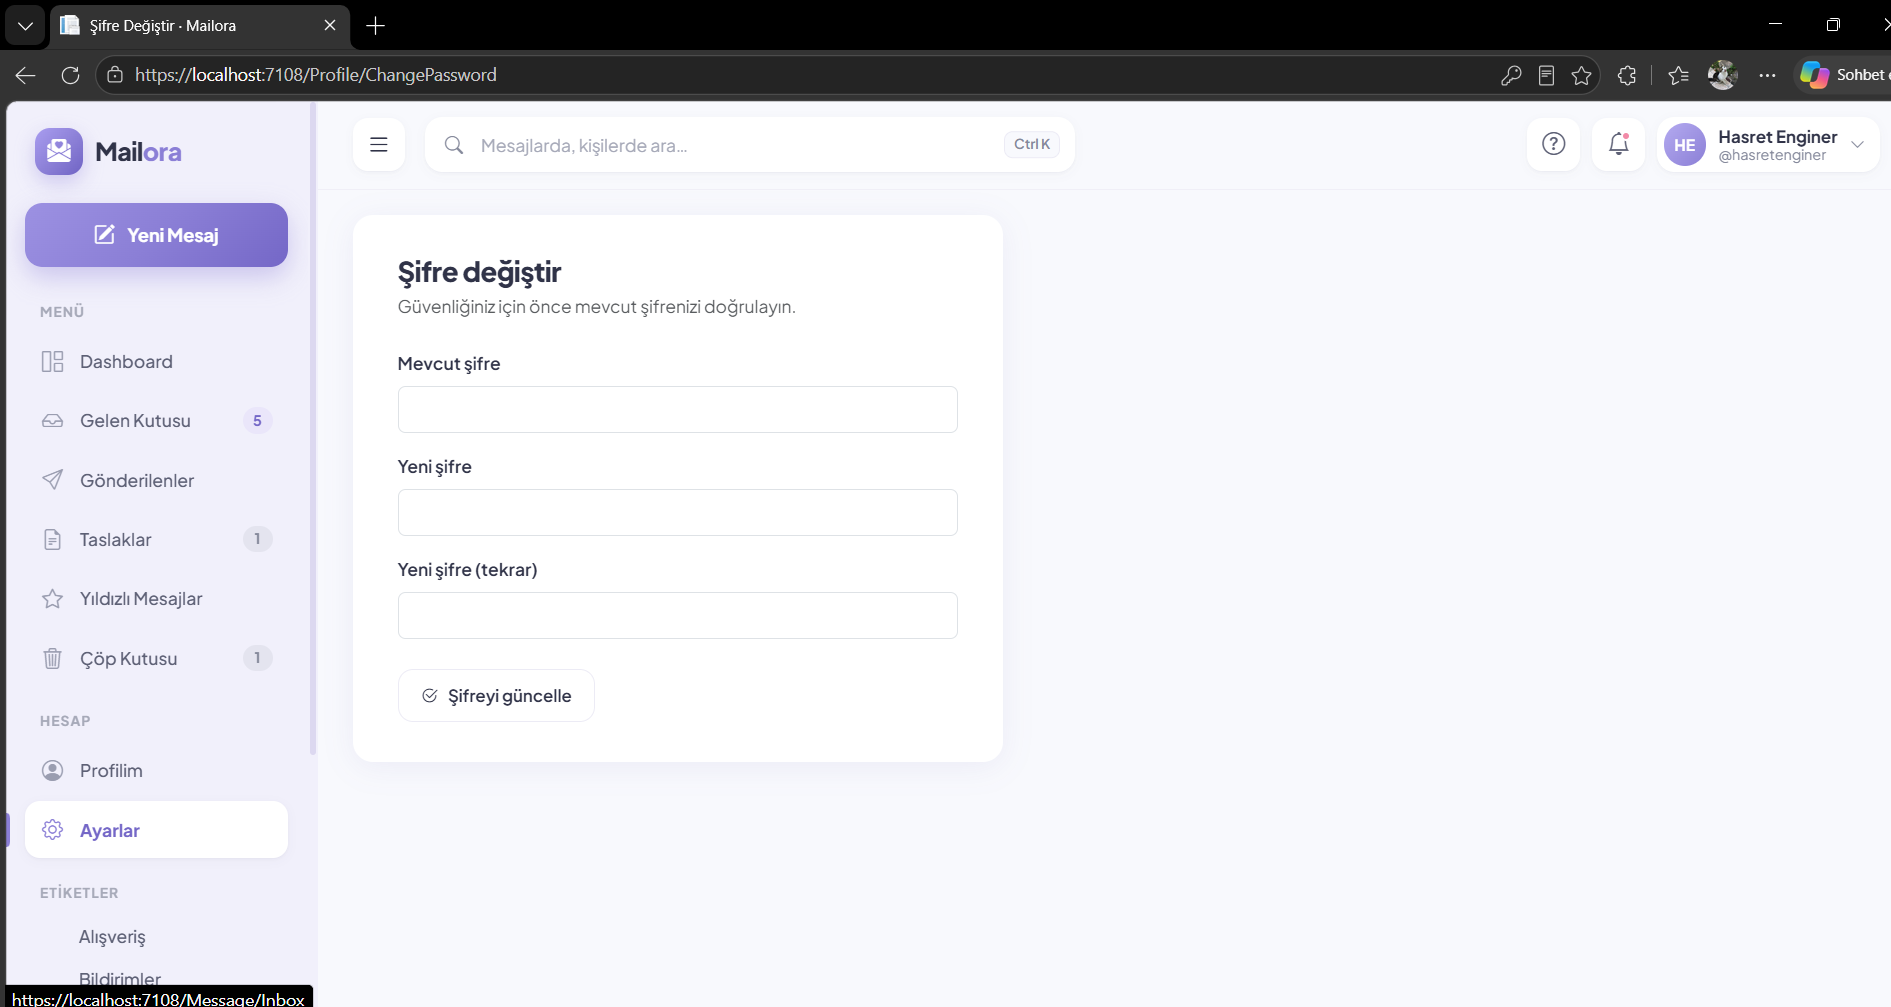 Şifre Değiştir · Mailora
https://localhost:7108/Profile/ChangePassword
Sohbet
Mailora
Mesajlarda, kişilerde ara...
Ctrl K
HE
Hasret Enginer
@hasretenginer
Yeni Mesaj
MENÜ
Dashboard
Gelen Kutusu
5
Gönderilenler
Taslaklar
1
Yıldızlı Mesajlar
Çöp Kutusu
1
HESAP
Profilim
Ayarlar
ETİKETLER
Alışveriş
Bildirimler
Şifre değiştir
Güvenliğiniz için önce mevcut şifrenizi doğrulayın.
Mevcut şifre
Yeni şifre
Yeni şifre (tekrar)
Şifreyi güncelle
https://localhost:7108/Message/Inbox